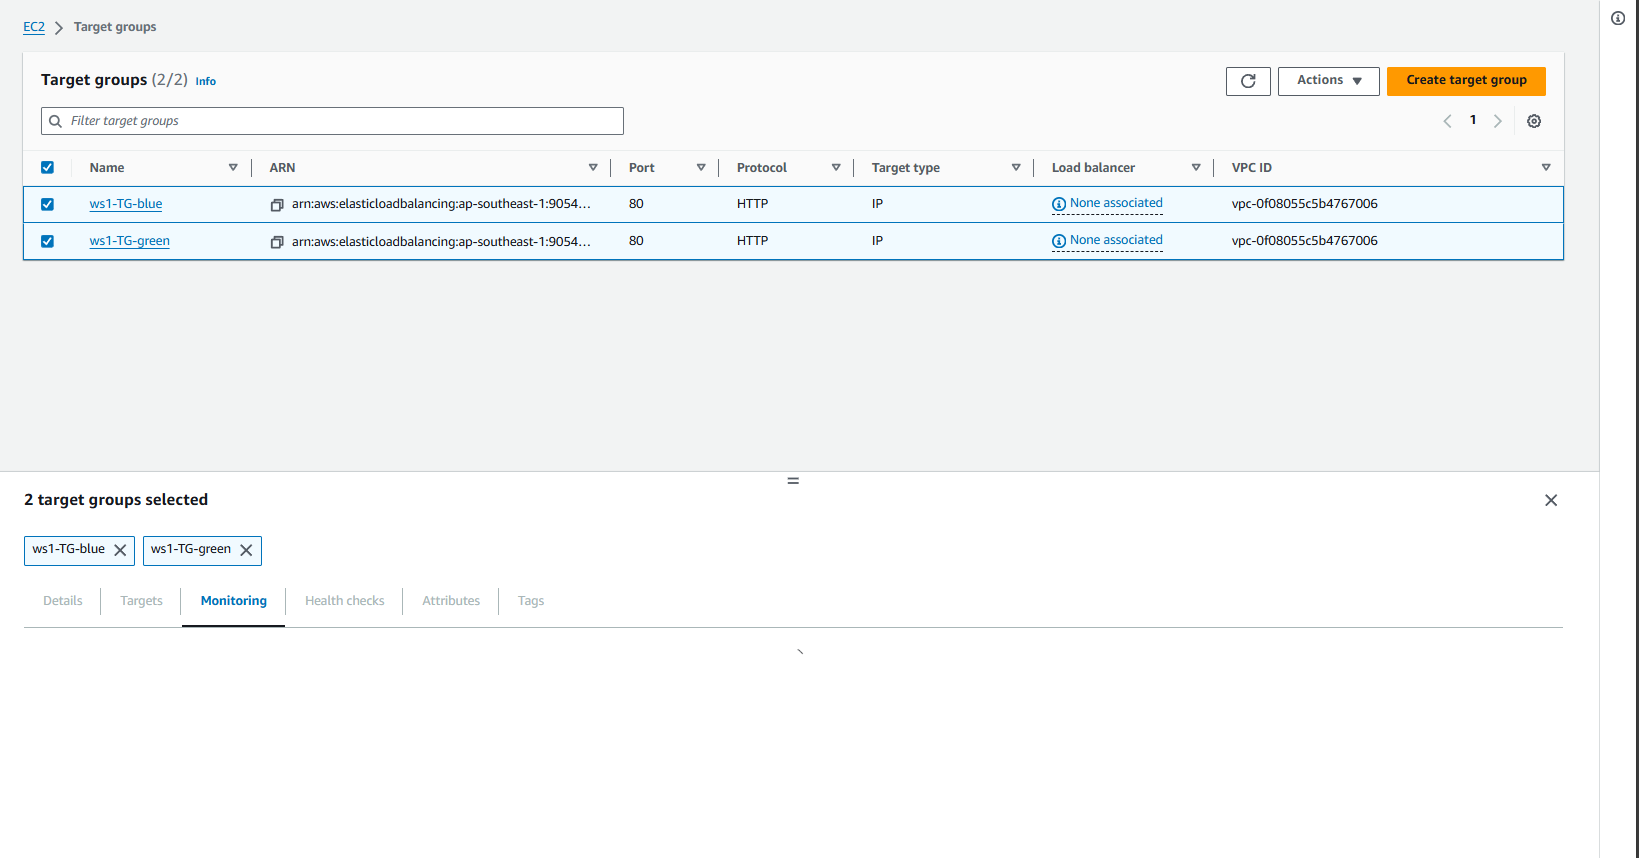 EC2 Target groups
Target groups (2/2) Info
Actions Create target group
Filter target groups
1
Name ARN Port Protocol Target type Load balancer VPC ID
ws1-TG-blue arn:aws:elasticloadbalancing:ap-southeast-1:9054... 80 HTTP IP None associated vpc-0f08055c5b4767006
ws1-TG-green arn:aws:elasticloadbalancing:ap-southeast-1:9054... 80 HTTP IP None associated vpc-0f08055c5b4767006
2 target groups selected
ws1-TG-blue ws1-TG-green
Details Targets Monitoring Health checks Attributes Tags